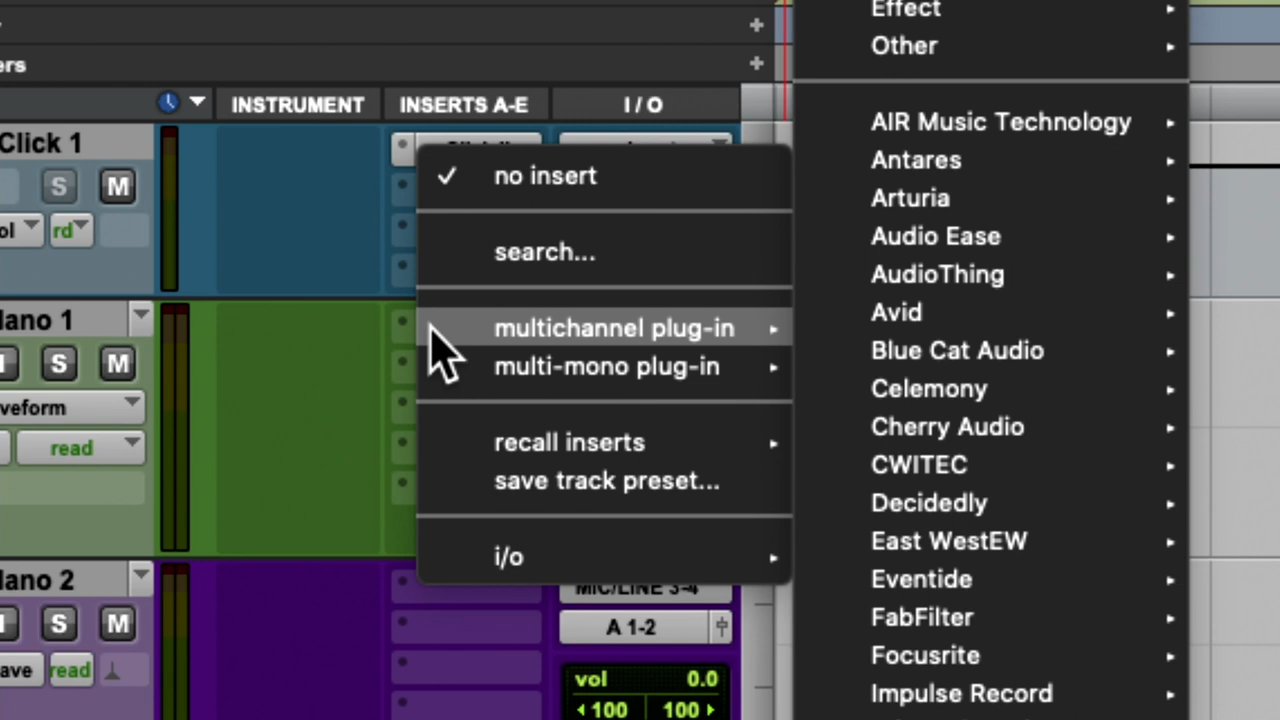 Effect
Other
ers
INSTRUMENT
INSERTS A-E
I / O
Click 1
S
M
ol
rd
no insert
search...
multichannel plug-in
multi-mono plug-in
recall inserts
save track preset...
i/o
AIR Music Technology
Antares
Arturia
Audio Ease
AudioThing
Avid
Blue Cat Audio
Celemony
Cherry Audio
CWITEC
Decidedly
East WestEW
Eventide
FabFilter
Focusrite
Impulse Record
iano 1
S
M
veform
read
iano 2
S
M
ave
read
MIC/LINE 3-4
A 1-2
vol 0.0
100 100